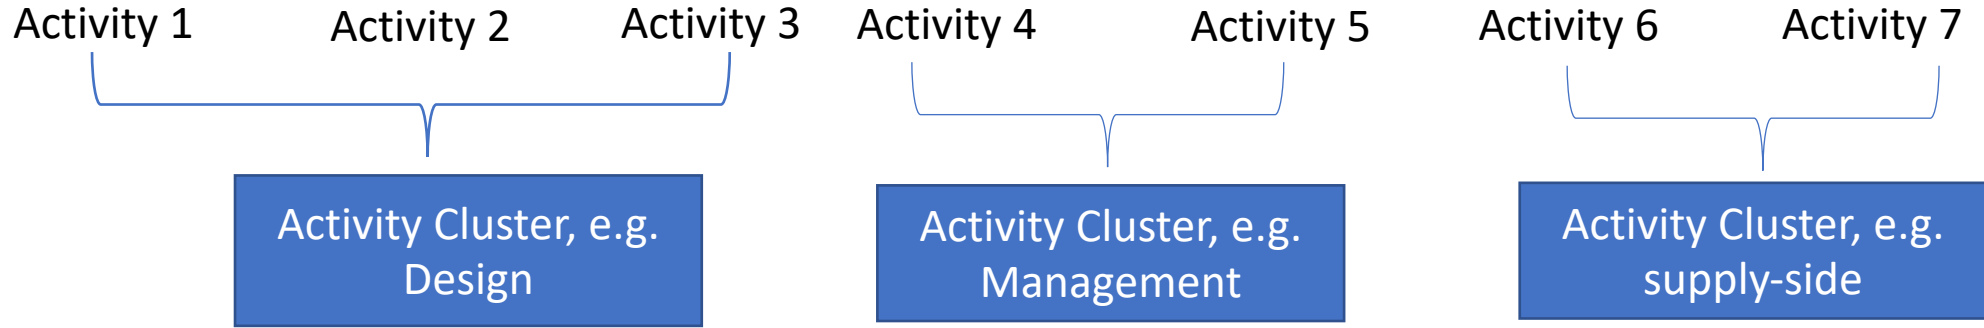 Activity 1
Activity 2
Activity 3
Activity 4
Activity 5
Activity 6
Activity 7
Activity Cluster, e.g.
Design
Activity Cluster, e.g.
Management
Activity Cluster, e.g.
supply-side